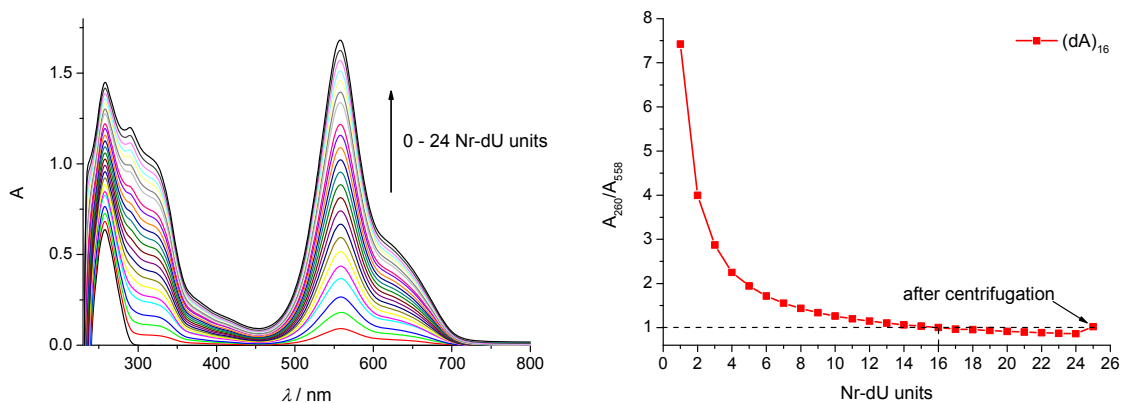 A
1.5
1.0
0.5
0.0
0 - 24 Nr-dU units
300 400 500 600 700 800
λ / nm
A260/A558
8
7
6
5
4
3
2
1
(dA)16
after centrifugation
0 2 4 6 8 10 12 14 16 18 20 22 24 26
Nr-dU units